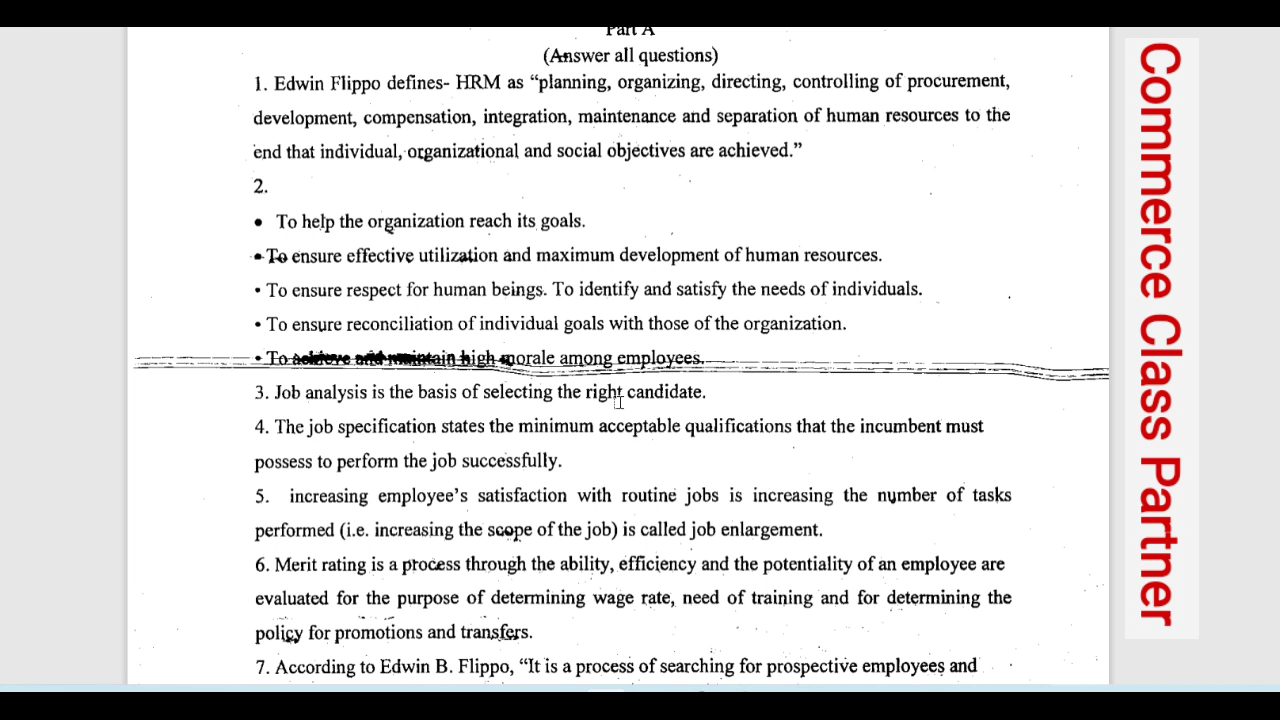 Part A
(Answer all questions)
1. Edwin Flippo defines- HRM as “planning, organizing, directing, controlling of procurement,
development, compensation, integration, maintenance and separation of human resources to the
end that individual, organizational and social objectives are achieved.”
2.
• To help the organization reach its goals.
• To ensure effective utilization and maximum development of human resources.
• To ensure respect for human beings. To identify and satisfy the needs of individuals.
• To ensure reconciliation of individual goals with those of the organization.
• To achieve and maintain high morale among employees.
3. Job analysis is the basis of selecting the right candidate.
4. The job specification states the minimum acceptable qualifications that the incumbent must
possess to perform the job successfully.
5. increasing employee’s satisfaction with routine jobs is increasing the number of tasks
performed (i.e. increasing the scope of the job) is called job enlargement.
6. Merit rating is a process through the ability, efficiency and the potentiality of an employee are
evaluated for the purpose of determining wage rate, need of training and for determining the
policy for promotions and transfers.
7. According to Edwin B. Flippo, “It is a process of searching for prospective employees and
Commerce Class Partner